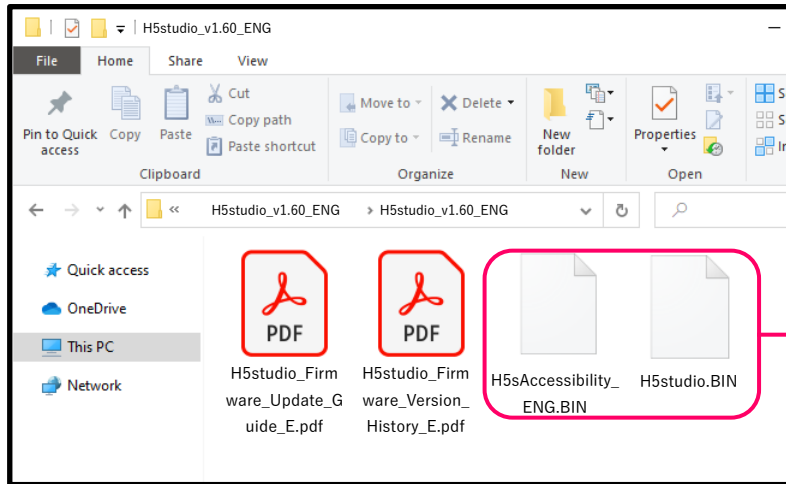 H5studio_v1.60_ENG
File Home Share View
Pin to Quick access
Copy
Paste
Cut
Copy path
Paste shortcut
Clipboard
Move to
Copy to
Delete
Rename
Organize
New folder
New
Properties
Open
H5studio_v1.60_ENG > H5studio_v1.60_ENG
Quick access
OneDrive
This PC
Network
PDF
H5studio_Firm
ware_Update_G
uide_E.pdf
PDF
H5studio_Firm
ware_Version_
History_E.pdf
H5sAccessibility_
ENG.BIN
H5studio.BIN